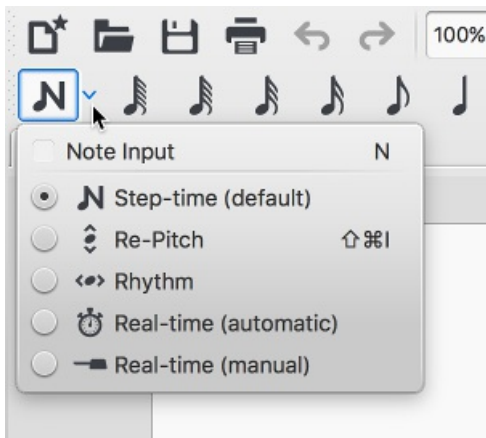 100%
Note Input N
Step-time (default)
Re-Pitch ⇧⌘I
Rhythm
Real-time (automatic)
Real-time (manual)